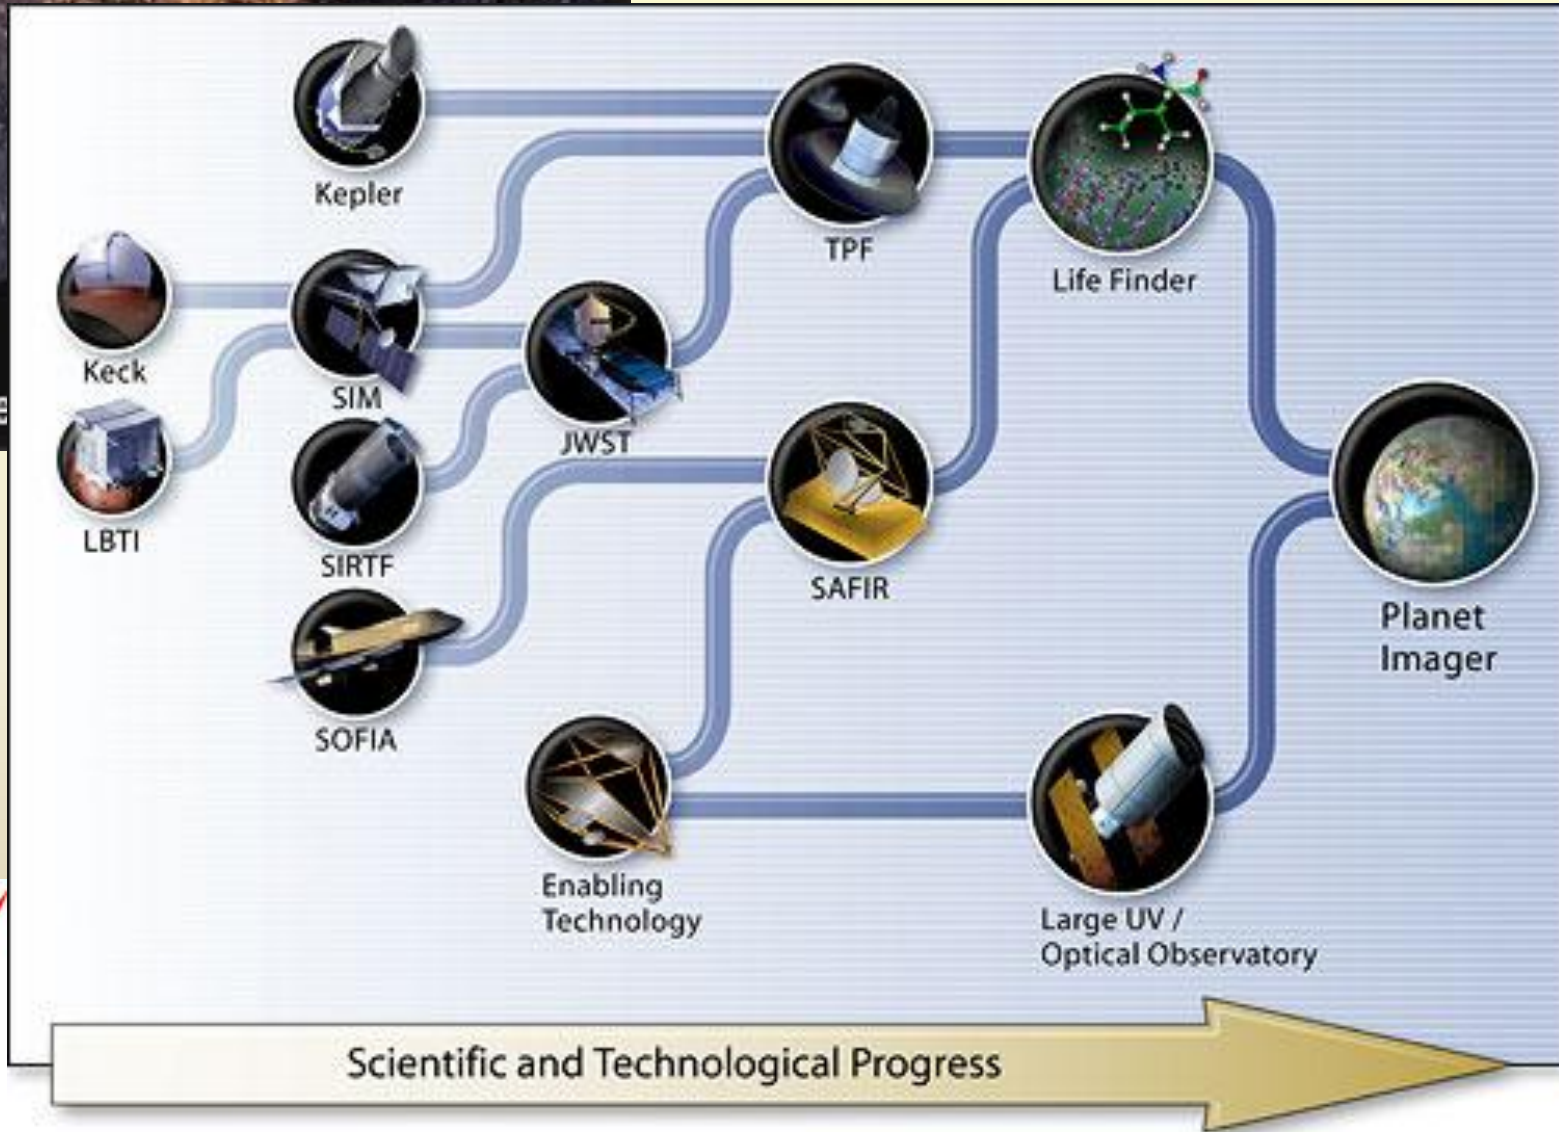 Kepler
TPF
Life Finder
Keck
SIM
JWST
LBTI
SIRTF
SAFIR
Planet
Imager
SOFIA
Enabling
Technology
Large UV /
Optical Observatory
Scientific and Technological Progress